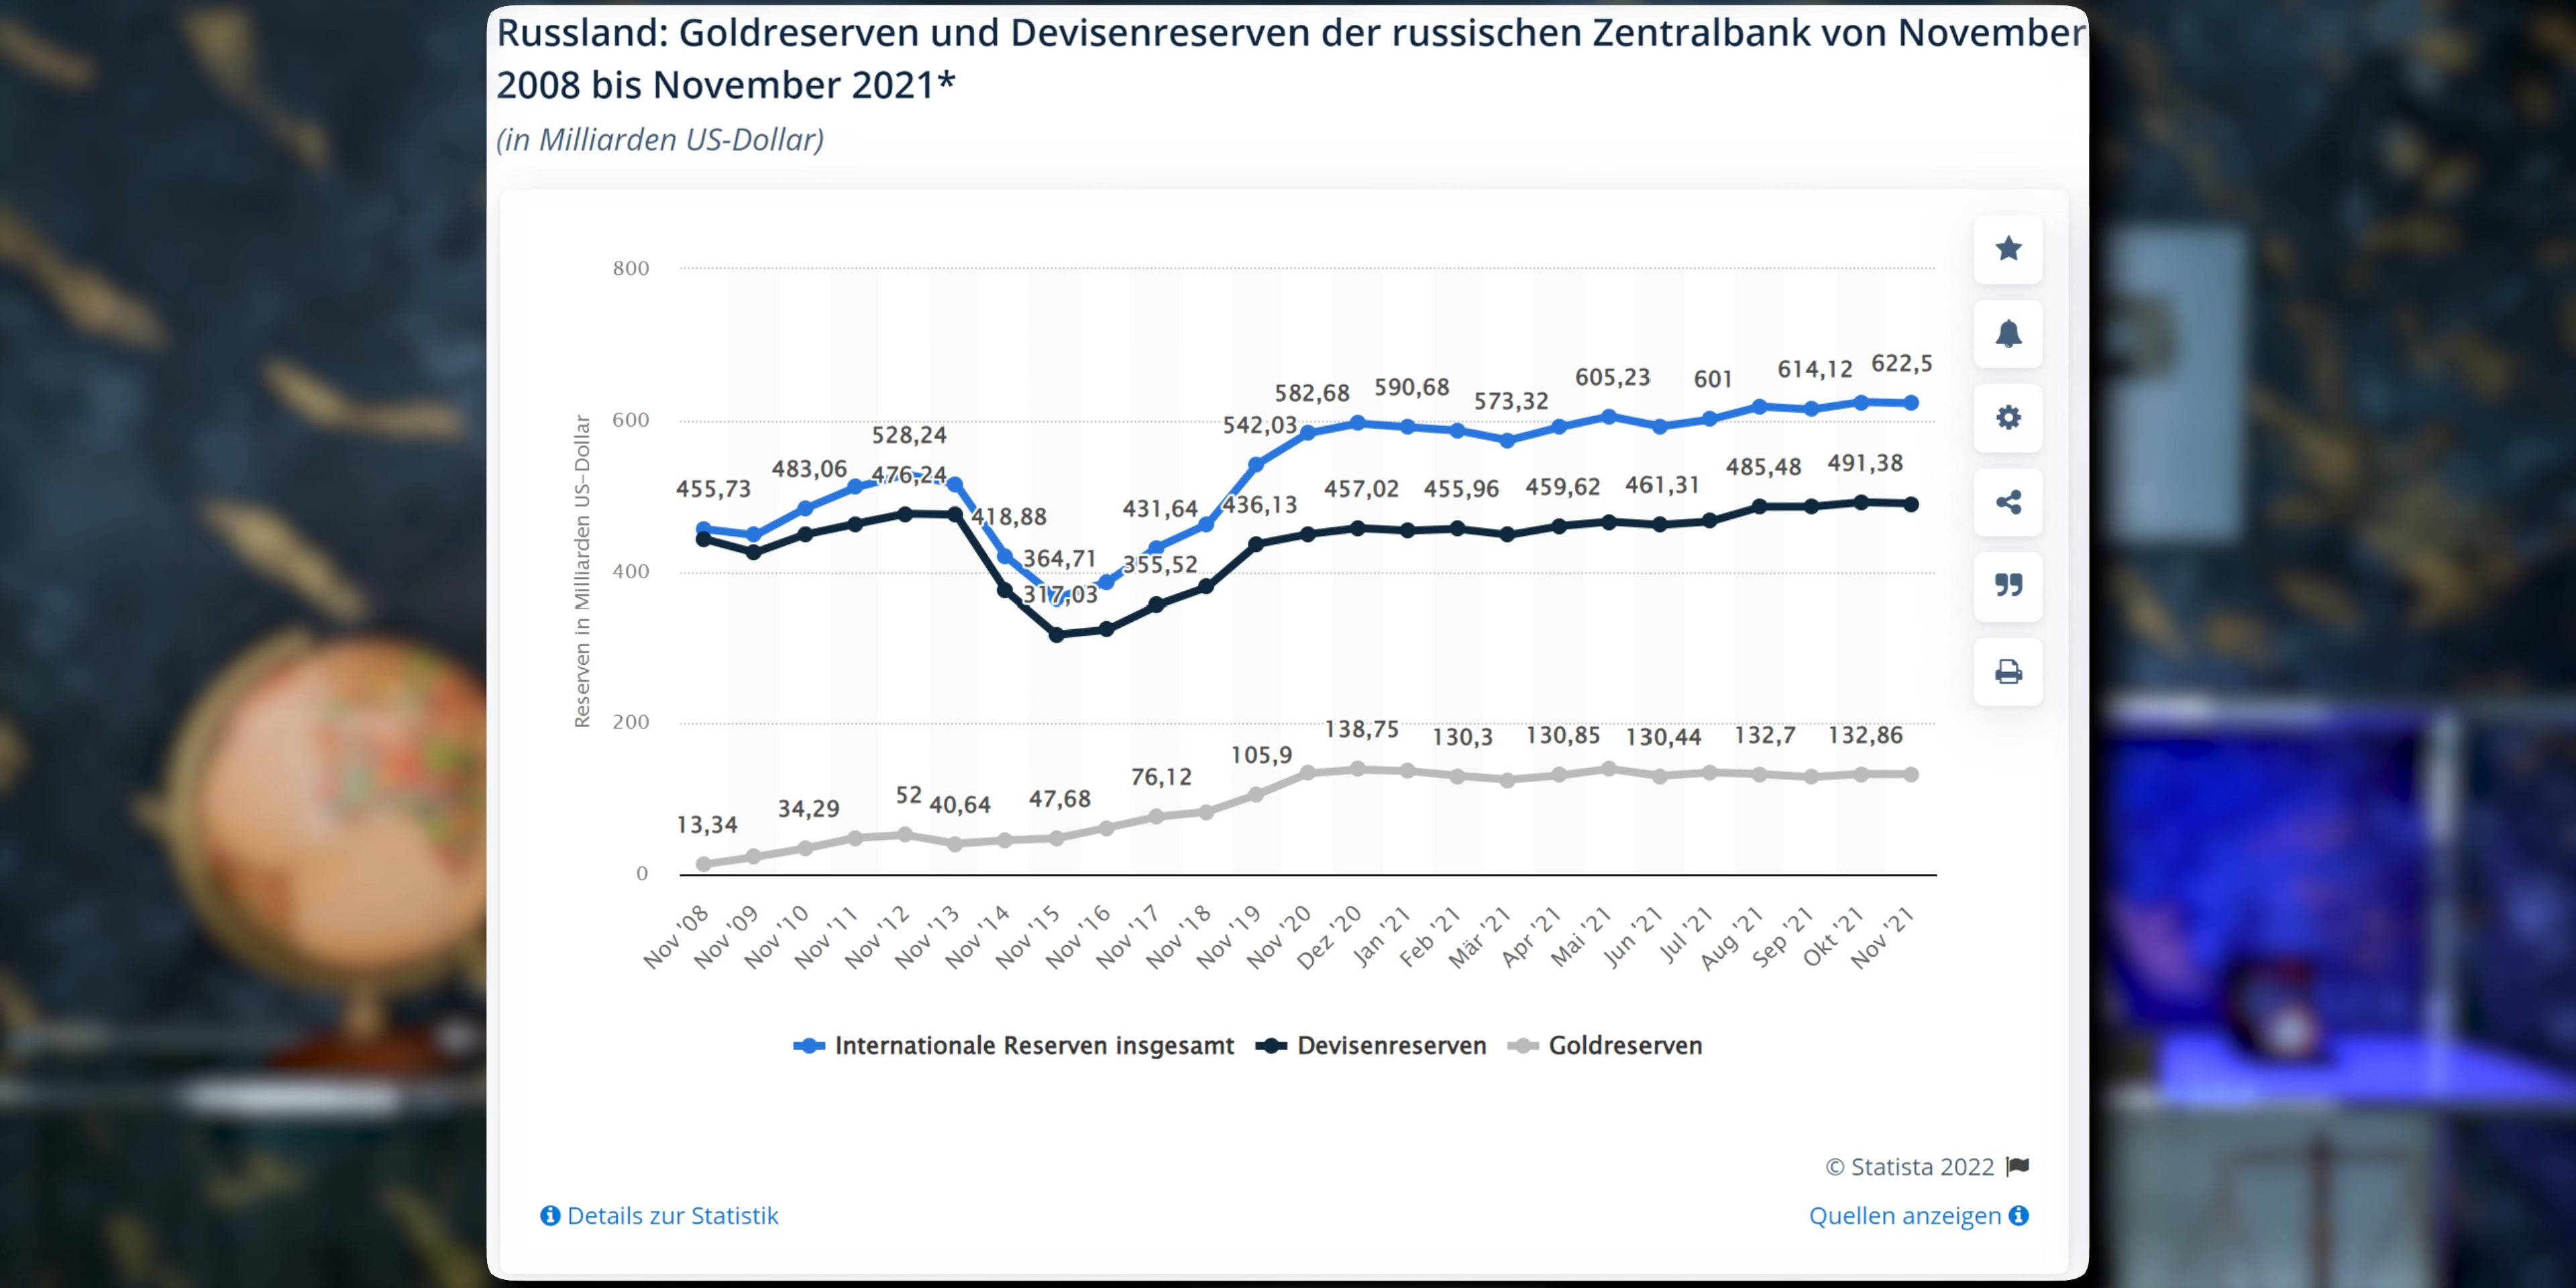 Russland: Goldreserven und Devisenreserven der russischen Zentralbank von November
2008 bis November 2021*
(in Milliarden US-Dollar)
Reserven in Milliarden US–Dollar
800
600
400
200
0
455,73
483,06
528,24
476,24
418,88
364,71
317,03
431,64
355,52
542,03
436,13
582,68
590,68
573,32
605,23
601
614,12
622,5
457,02
455,96
459,62
461,31
485,48
491,38
13,34
34,29
52
40,64
47,68
76,12
105,9
138,75
130,3
130,85
130,44
132,7
132,86
Nov '08
Nov '09
Nov '10
Nov '11
Nov '12
Nov '13
Nov '14
Nov '15
Nov '16
Nov '17
Nov '18
Nov '19
Nov '20
Dez '20
Jan '21
Feb '21
Mär '21
Apr '21
Mai '21
Jun '21
Jul '21
Aug '21
Sep '21
Okt '21
Nov '21
Internationale Reserven insgesamt Devisenreserven Goldreserven
© Statista 2022
Details zur Statistik
Quellen anzeigen